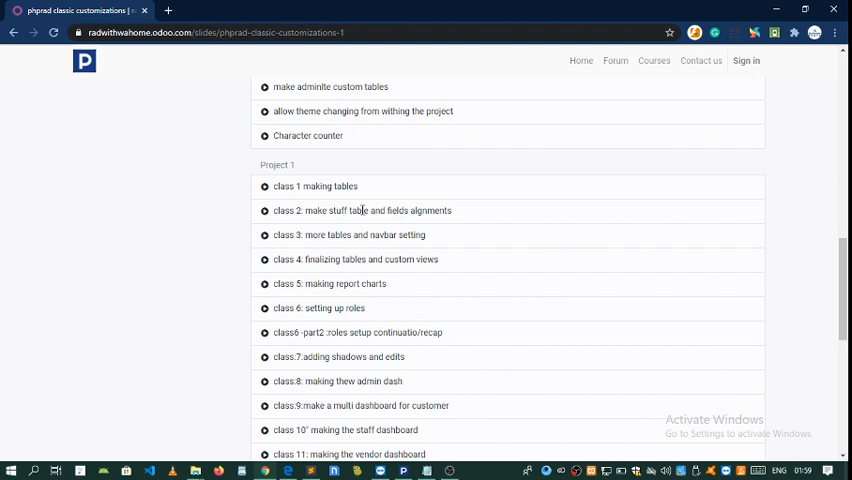 phprad classic customizations | ra
radwithwahome.odoo.com/slides/phprad-classic-customizations-1
P
Home Forum Courses Contact us Sign in
make adminlte custom tables
allow theme changing from withing the project
Character counter
Project 1
class 1 making tables
class 2: make stuff table and fields algnments
class 3: more tables and navbar setting
class 4: finalizing tables and custom views
class 5: making report charts
class 6: setting up roles
class6 -part2 :roles setup continuatio/recap
class:7:adding shadows and edits
class:8: making thew admin dash
class:9:make a multi dashboard for customer
class 10" making the staff dashboard
class 11: making the vendor dashboard
Activate Windows
Go to Settings to activate Windows.
ENG 01:59